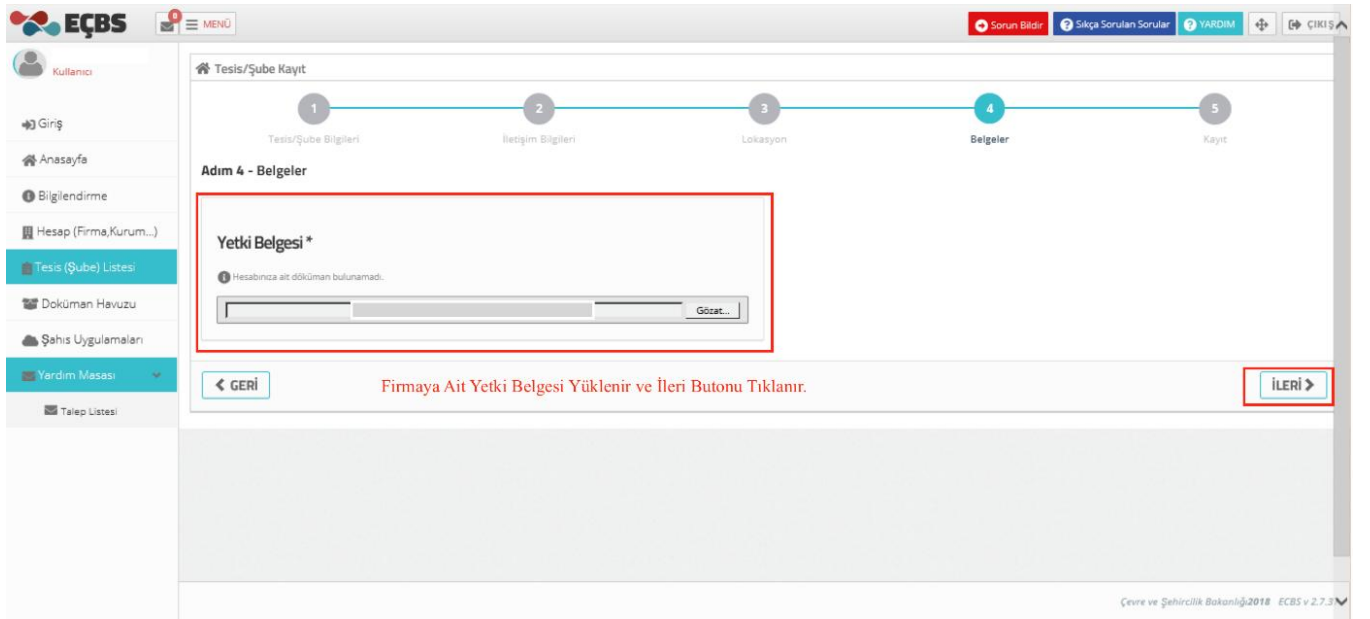 EÇBS
0
MENÜ
Sorun Bildir
Sıkça Sorulan Sorular
YARDIM
ÇIKIŞ
Kullanıcı
Giriş
Anasayfa
Bilgilendirme
Hesap (Firma,Kurum...)
Tesis (Şube) Listesi
Doküman Havuzu
Şahıs Uygulamaları
Yardım Masası
Talep Listesi
Tesis/Şube Kayıt
1
2
3
4
5
Tesis/Şube Bilgileri
İletişim Bilgileri
Lokasyon
Belgeler
Kayıt
Adım 4 - Belgeler
Yetki Belgesi *
Hesabınıza ait döküman bulunamadı.
Gözat...
GERİ
Firmaya Ait Yetki Belgesi Yüklenir ve İleri Butonu Tıklanır.
İLERİ
Çevre ve Şehircilik Bakanlığı2018 ECBS v 2.7.3